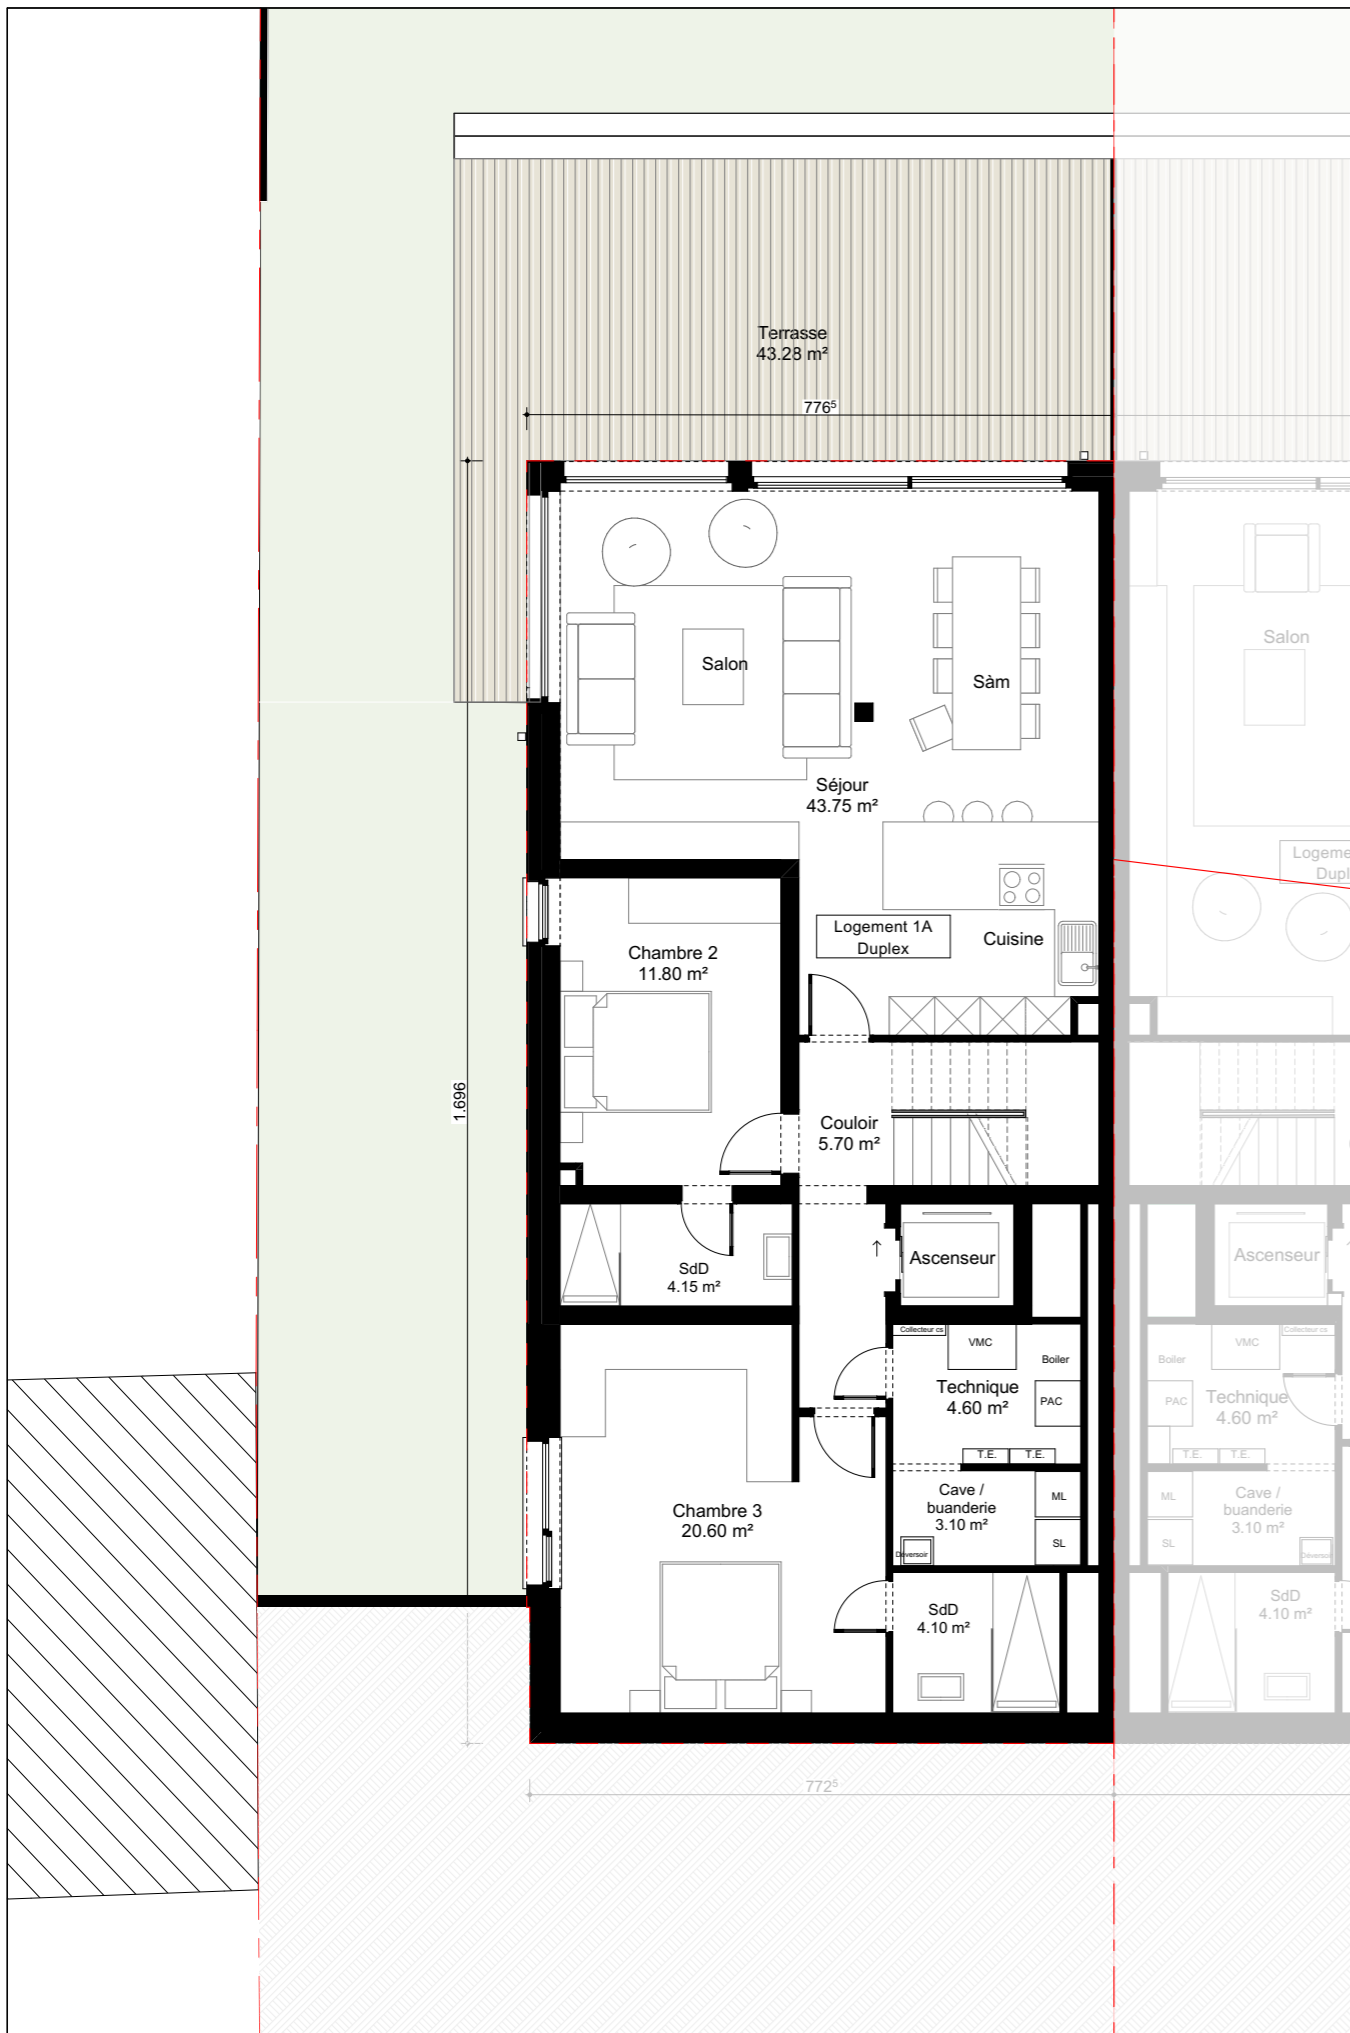 Terrasse
43.28 m²
776⁵
Salon
Sàm
Salon
Séjour
43.75 m²
Logement 1A
Duplex
Cuisine
Chambre 2
11.80 m²
1.696
Couloir
5.70 m²
SdD
4.15 m²
Ascenseur
Ascenseur
Collecteur cs
VMC
Boiler
PAC
Technique
4.60 m²
T.E.
T.E.
Collecteur cs
VMC
Boiler
PAC
Technique
4.60 m²
T.E.
T.E.
Cave /
buanderie
3.10 m²
ML
SL
Déversoir
Cave /
buanderie
3.10 m²
ML
SL
Déversoir
Chambre 3
20.60 m²
SdD
4.10 m²
SdD
4.10 m²
772⁵